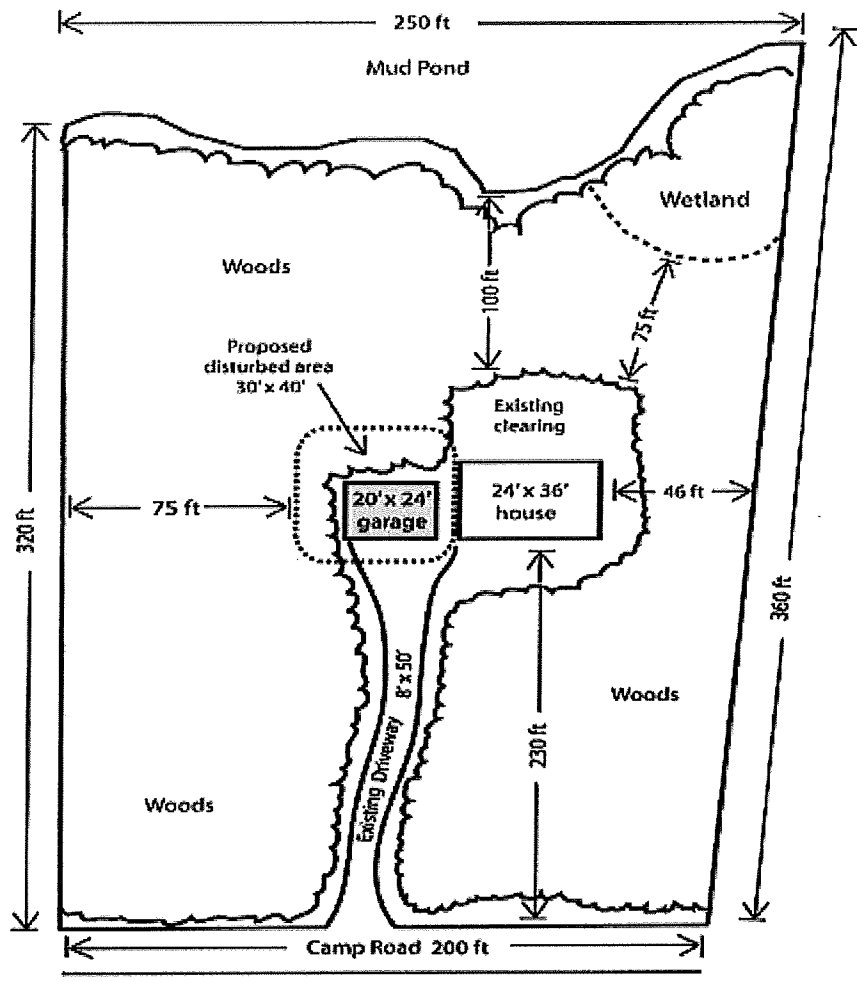 250 ft
Mud Pond
Wetland
Woods
100 ft
75 ft
Proposed
disturbed area
30' x 40'
Existing
clearing
320 ft
75 ft
20' x 24'
garage
24' x 36'
house
46 ft
360 ft
8' x 50'
Existing Driveway
230 ft
Woods
Woods
Camp Road 200 ft